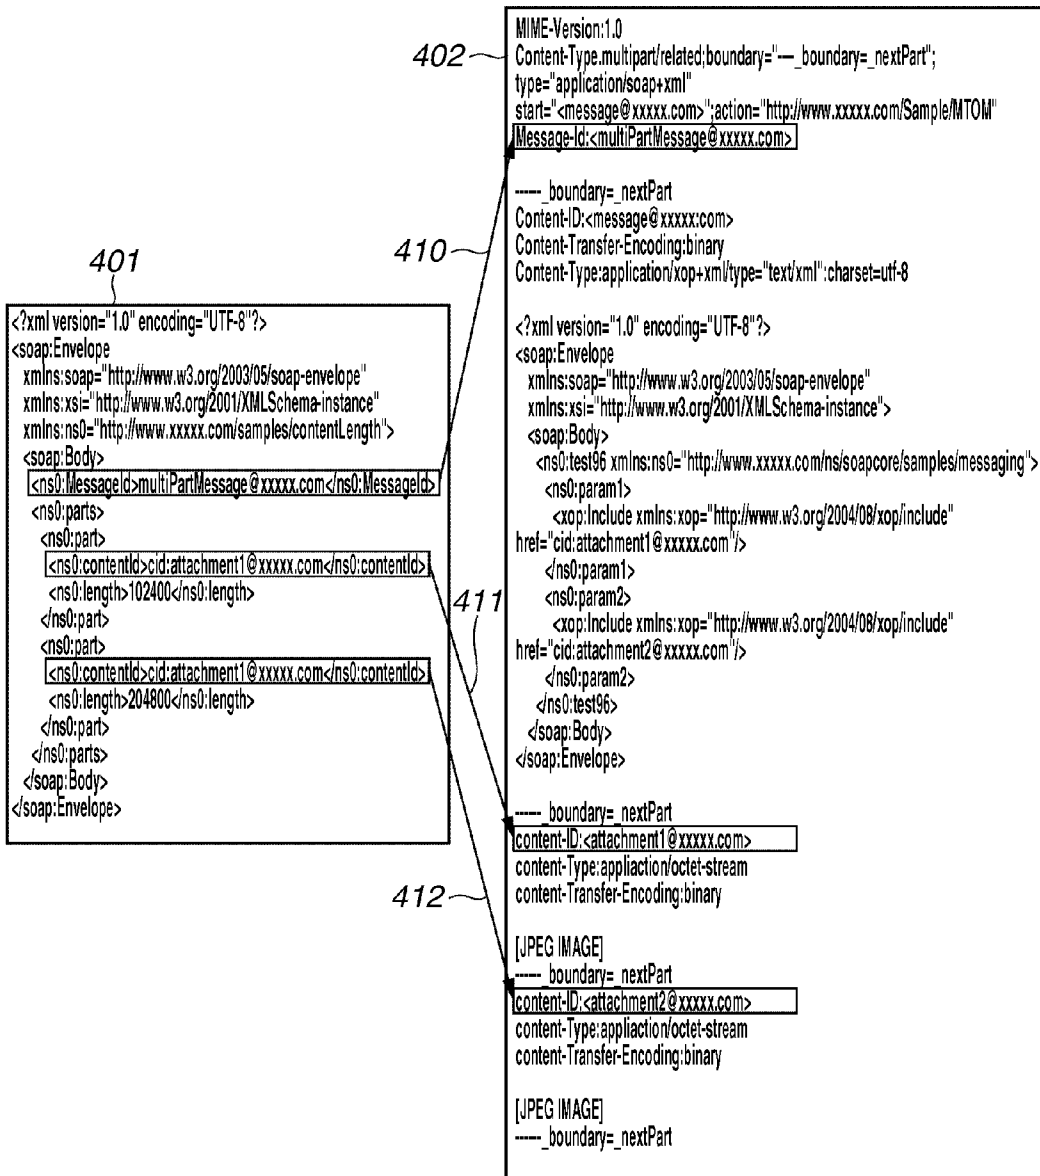 402
MIME-Version:1.0
Content-Type.multipart/related;boundary="----_boundary=_nextPart";
type="application/soap+xml"
start="<message@xxxxx.com>";action="http://www.xxxxx.com/Sample/MTOM"
Message-Id:<multiPartMessage@xxxxx.com>
------_boundary=_nextPart
Content-ID:<message@xxxxx:com>
Content-Transfer-Encoding:binary
Content-Type:application/xop+xml/type="text/xml":charset=utf-8
<?xml version="1.0" encoding="UTF-8"?>
<soap:Envelope
xmlns:soap="http://www.w3.org/2003/05/soap-envelope"
xmlns:xsi="http://www.w3.org/2001/XMLSchema-instance">
<soap:Body>
<ns0:test96 xmlns:ns0="http://www.xxxxx.com/ns/soapcore/samples/messaging">
<ns0:param1>
<xop:Include xmlns:xop="http://www.w3.org/2004/08/xop/include"
href="cid:attachment1@xxxxx.com"/>
</ns0:param1>
<ns0:param2>
<xop:Include xmlns:xop="http://www.w3.org/2004/08/xop/include"
href="cid:attachment2@xxxxx.com"/>
</ns0:param2>
</ns0:test96>
</soap:Body>
</soap:Envelope>
------_boundary=_nextPart
content-ID:<attachment1@xxxxx.com>
content-Type:appliaction/octet-stream
content-Transfer-Encoding:binary
[JPEG IMAGE]
------_boundary=_nextPart
content-ID:<attachment2@xxxxx.com>
content-Type:appliaction/octet-stream
content-Transfer-Encoding:binary
[JPEG IMAGE]
------_boundary=_nextPart
401
<?xml version="1.0" encoding="UTF-8"?>
<soap:Envelope
xmlns:soap="http://www.w3.org/2003/05/soap-envelope"
xmlns:xsi="http://www.w3.org/2001/XMLSchema-instance"
xmlns:ns0="http://www.xxxxx.com/samples/contentLength">
<soap:Body>
<ns0:MessageId>multiPartMessage@xxxxx.com</ns0:MessageId>
<ns0:parts>
<ns0:part>
<ns0:contentId>cid:attachment1@xxxxx.com</ns0:contentId>
<ns0:length>102400</ns0:length>
</ns0:part>
<ns0:part>
<ns0:contentId>cid:attachment1@xxxxx.com</ns0:contentId>
<ns0:length>204800</ns0:length>
</ns0:part>
</ns0:parts>
</soap:Body>
</soap:Envelope>
410
411
412